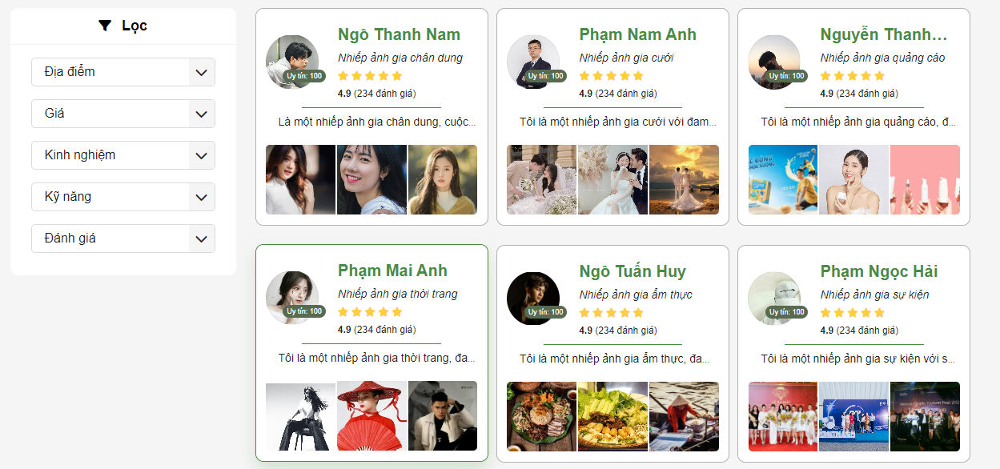 Lọc
Địa điểm
Giá
Kinh nghiệm
Kỹ năng
Đánh giá
Ngô Thanh Nam
Nhiếp ảnh gia chân dung
Uy tín: 100
4.9 (234 đánh giá)
Là một nhiếp ảnh gia chân dung, cuộc...
Phạm Nam Anh
Nhiếp ảnh gia cưới
Uy tín: 100
4.9 (234 đánh giá)
Tôi là một nhiếp ảnh gia cưới với đam...
Nguyễn Thanh...
Nhiếp ảnh gia quảng cáo
Uy tín: 100
4.9 (234 đánh giá)
Tôi là một nhiếp ảnh gia quảng cáo, đ...
Phạm Mai Anh
Nhiếp ảnh gia thời trang
Uy tín: 100
4.9 (234 đánh giá)
Tôi là một nhiếp ảnh gia thời trang, đa...
Ngô Tuấn Huy
Nhiếp ảnh gia ẩm thực
Uy tín: 100
4.9 (234 đánh giá)
Tôi là một nhiếp ảnh gia ẩm thực, đa...
Phạm Ngọc Hải
Nhiếp ảnh gia sự kiện
Uy tín: 100
4.9 (234 đánh giá)
Tôi là một nhiếp ảnh gia sự kiện với s...